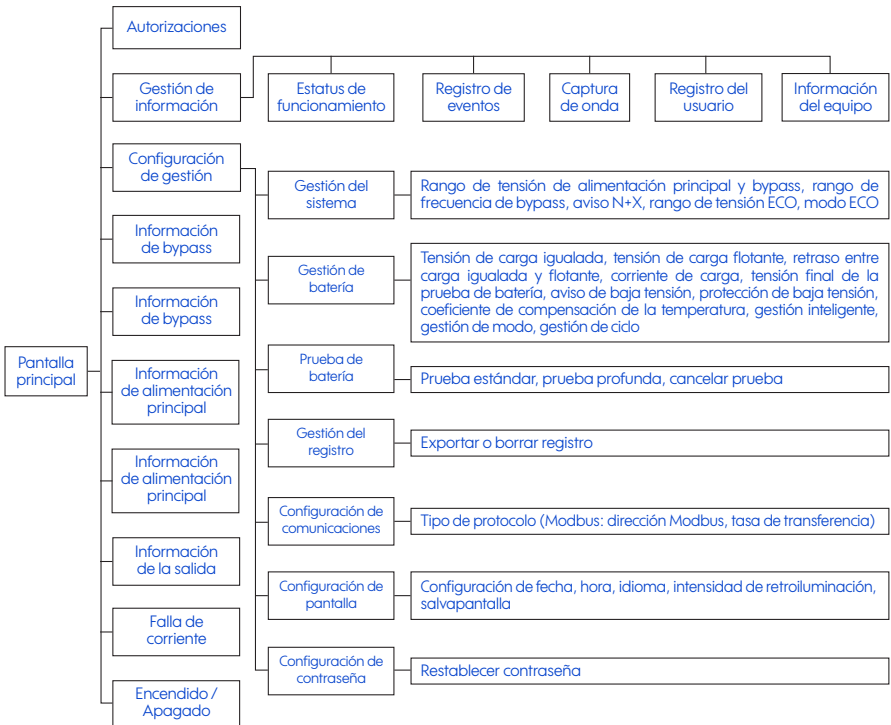 Autorizaciones
Gestión de
información
Estatus de
funcionamiento
Registro de
eventos
Captura
de onda
Registro del
usuario
Información
del equipo
Configuración
de gestión
Gestión del
sistema
Rango de tensión de alimentación principal y bypass, rango de
frecuencia de bypass, aviso N+X, rango de tensión ECO, modo ECO
Información
de bypass
Gestión de
batería
Tensión de carga igualada, tensión de carga flotante, retraso entre
carga igualada y flotante, corriente de carga, tensión final de la
prueba de batería, aviso de baja tensión, protección de baja tensión,
coeficiente de compensación de la temperatura, gestión inteligente,
gestión de modo, gestión de ciclo
Información
de bypass
Pantalla
principal
Información
de alimentación
principal
Prueba de
batería
Prueba estándar, prueba profunda, cancelar prueba
Información
de alimentación
principal
Gestión del
registro
Exportar o borrar registro
Información
de la salida
Configuración de
comunicaciones
Tipo de protocolo (Modbus: dirección Modbus, tasa de transferencia)
Falla de
corriente
Configuración de
pantalla
Configuración de fecha, hora, idioma, intensidad de retroiluminación,
salvapantalla
Configuración de
contraseña
Restablecer contraseña
Encendido /
Apagado